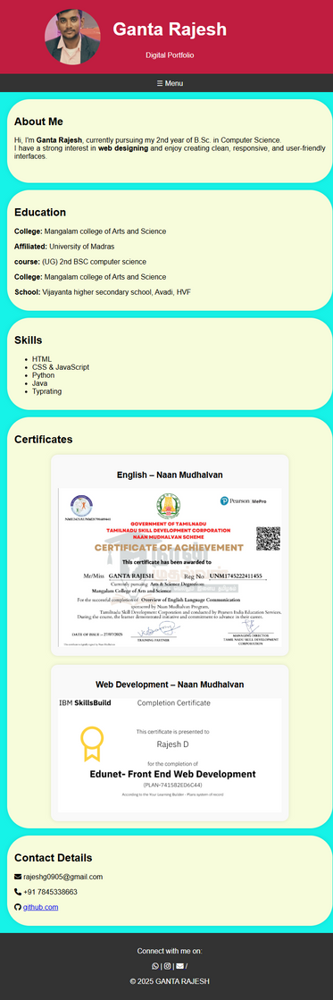 Ganta Rajesh
Digital Portfolio
☰ Menu
About Me
Hi, I'm Ganta Rajesh, currently pursuing my 2nd year of B.Sc. in Computer Science.
I have a strong interest in web designing and enjoy creating clean, responsive, and user-friendly
interfaces.
Education
College: Mangalam college of Arts and Science
Affiliated: University of Madras
course: (UG) 2nd BSC computer science
College: Mangalam college of Arts and Science
School: Vijayanta higher secondary school, Avadi, HVF
Skills
HTML
CSS & JavaScript
Python
Java
Typrating
Certificates
English – Naan Mudhalvan
Pearson MePro
GOVERNMENT OF TAMILNADU
TAMILNADU SKILL DEVELOPMENT CORPORATION
NAAN MUDHALVAN SCHEME
CERTIFICATE OF ACHIEVEMENT
This certificate has been awarded to
Mr/Miss GANTA RAJESH Reg No UNM1745222411455
Currently pursuing Arts & Science Degree from
Mangalam College of Arts and Science
For the successful completion of Overview of English Language Communication
sponsored by Naan Mudhalvan Program,
Tamilnadu Skill Development Corporation and conducted by Pearson India Education Services.
During the course, the learner demonstrated initiative and commitment to advance in their career.
DATE OF ISSUE – 27/07/2025
TRAINING PARTNER
MANAGING DIRECTOR
TAMIL NADU SKILL DEVELOPMENT
CORPORATION
Web Development – Naan Mudhalvan
IBM SkillsBuild Completion Certificate
This certificate is presented to
Rajesh D
for the completion of
Edunet- Front End Web Development
(PLAN-741582ED6C44)
According to the Your Learning Builder - Plans system of record
Contact Details
rajeshg0905@gmail.com
+91 7845338663
github.com
Connect with me on:
| | /
© 2025 GANTA RAJESH